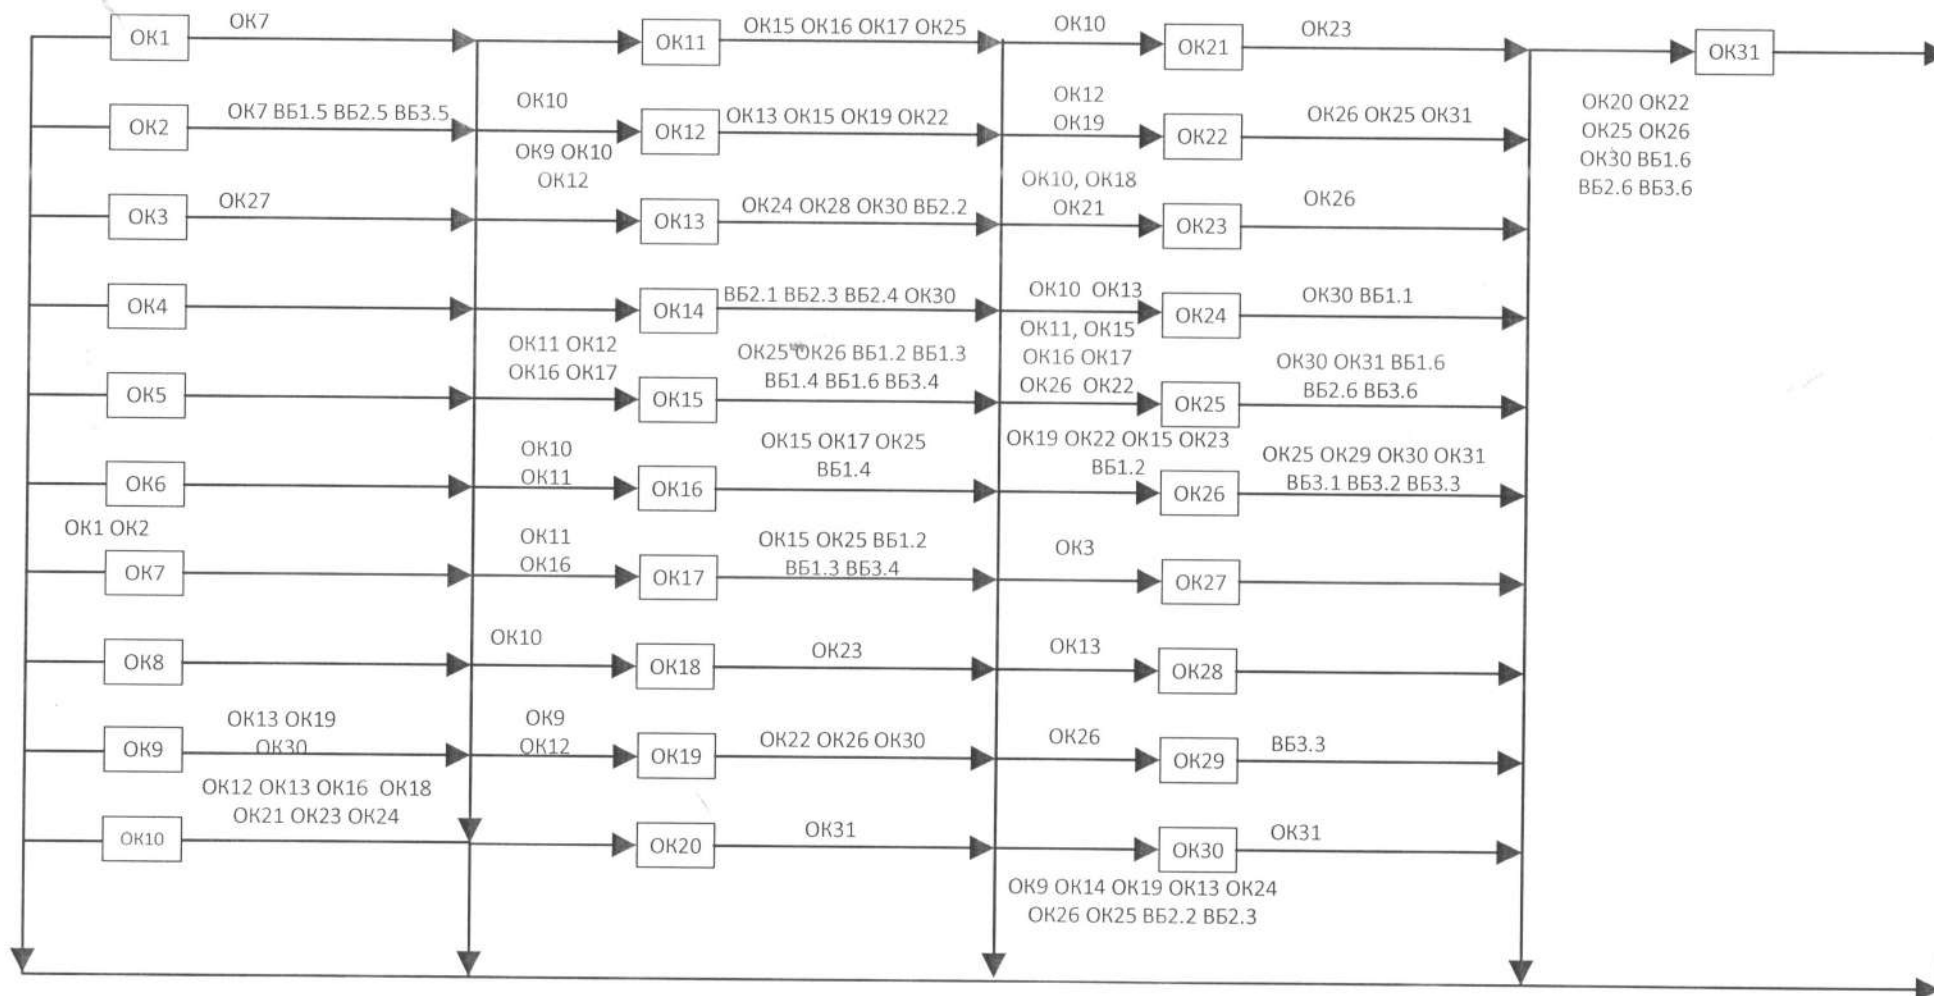 ОК1
ОК7
ОК2
ОК7 ВБ1.5 ВБ2.5 ВБ3.5
ОК3
ОК27
ОК4
ОК5
ОК6
ОК1 ОК2
ОК7
ОК8
ОК9
ОК13 ОК19
ОК30
ОК10
ОК12 ОК13 ОК16 ОК18
ОК21 ОК23 ОК24
ОК11
ОК15 ОК16 ОК17 ОК25
ОК10
ОК12
ОК13 ОК15 ОК19 ОК22
ОК9 ОК10
ОК12
ОК13
ОК24 ОК28 ОК30 ВБ2.2
ОК14
ВБ2.1 ВБ2.3 ВБ2.4 ОК30
ОК11 ОК12
ОК16 ОК17
ОК15
ОК25 ОК26 ВБ1.2 ВБ1.3
ВБ1.4 ВБ1.6 ВБ3.4
ОК10
ОК11
ОК16
ОК15 ОК17 ОК25
ВБ1.4
ОК11
ОК16
ОК17
ОК15 ОК25 ВБ1.2
ВБ1.3 ВБ3.4
ОК10
ОК18
ОК23
ОК9
ОК12
ОК19
ОК22 ОК26 ОК30
ОК20
ОК31
ОК10
ОК21
ОК23
ОК12
ОК19
ОК22
ОК26 ОК25 ОК31
ОК10, ОК18
ОК21
ОК23
ОК26
ОК10 ОК13
ОК24
ОК30 ВБ1.1
ОК11, ОК15
ОК16 ОК17
ОК26 ОК22
ОК25
ОК30 ОК31 ВБ1.6
ВБ2.6 ВБ3.6
ОК19 ОК22 ОК15 ОК23
ВБ1.2
ОК26
ОК25 ОК29 ОК30 ОК31
ВБ3.1 ВБ3.2 ВБ3.3
ОК3
ОК27
ОК13
ОК28
ОК26
ОК29
ВБ3.3
ОК30
ОК31
ОК9 ОК14 ОК19 ОК13 ОК24
ОК26 ОК25 ВБ2.2 ВБ2.3
ОК31
ОК20 ОК22
ОК25 ОК26
ОК30 ВБ1.6
ВБ2.6 ВБ3.6